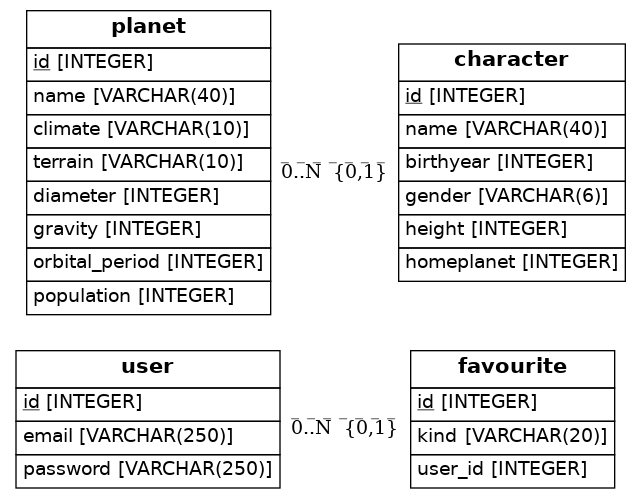 planet
id [INTEGER]
name [VARCHAR(40)]
climate [VARCHAR(10)]
terrain [VARCHAR(10)]
diameter [INTEGER]
gravity [INTEGER]
orbital_period [INTEGER]
population [INTEGER]
0..N {0,1}
character
id [INTEGER]
name [VARCHAR(40)]
birthyear [INTEGER]
gender [VARCHAR(6)]
height [INTEGER]
homeplanet [INTEGER]
user
id [INTEGER]
email [VARCHAR(250)]
password [VARCHAR(250)]
0..N {0,1}
favourite
id [INTEGER]
kind [VARCHAR(20)]
user_id [INTEGER]